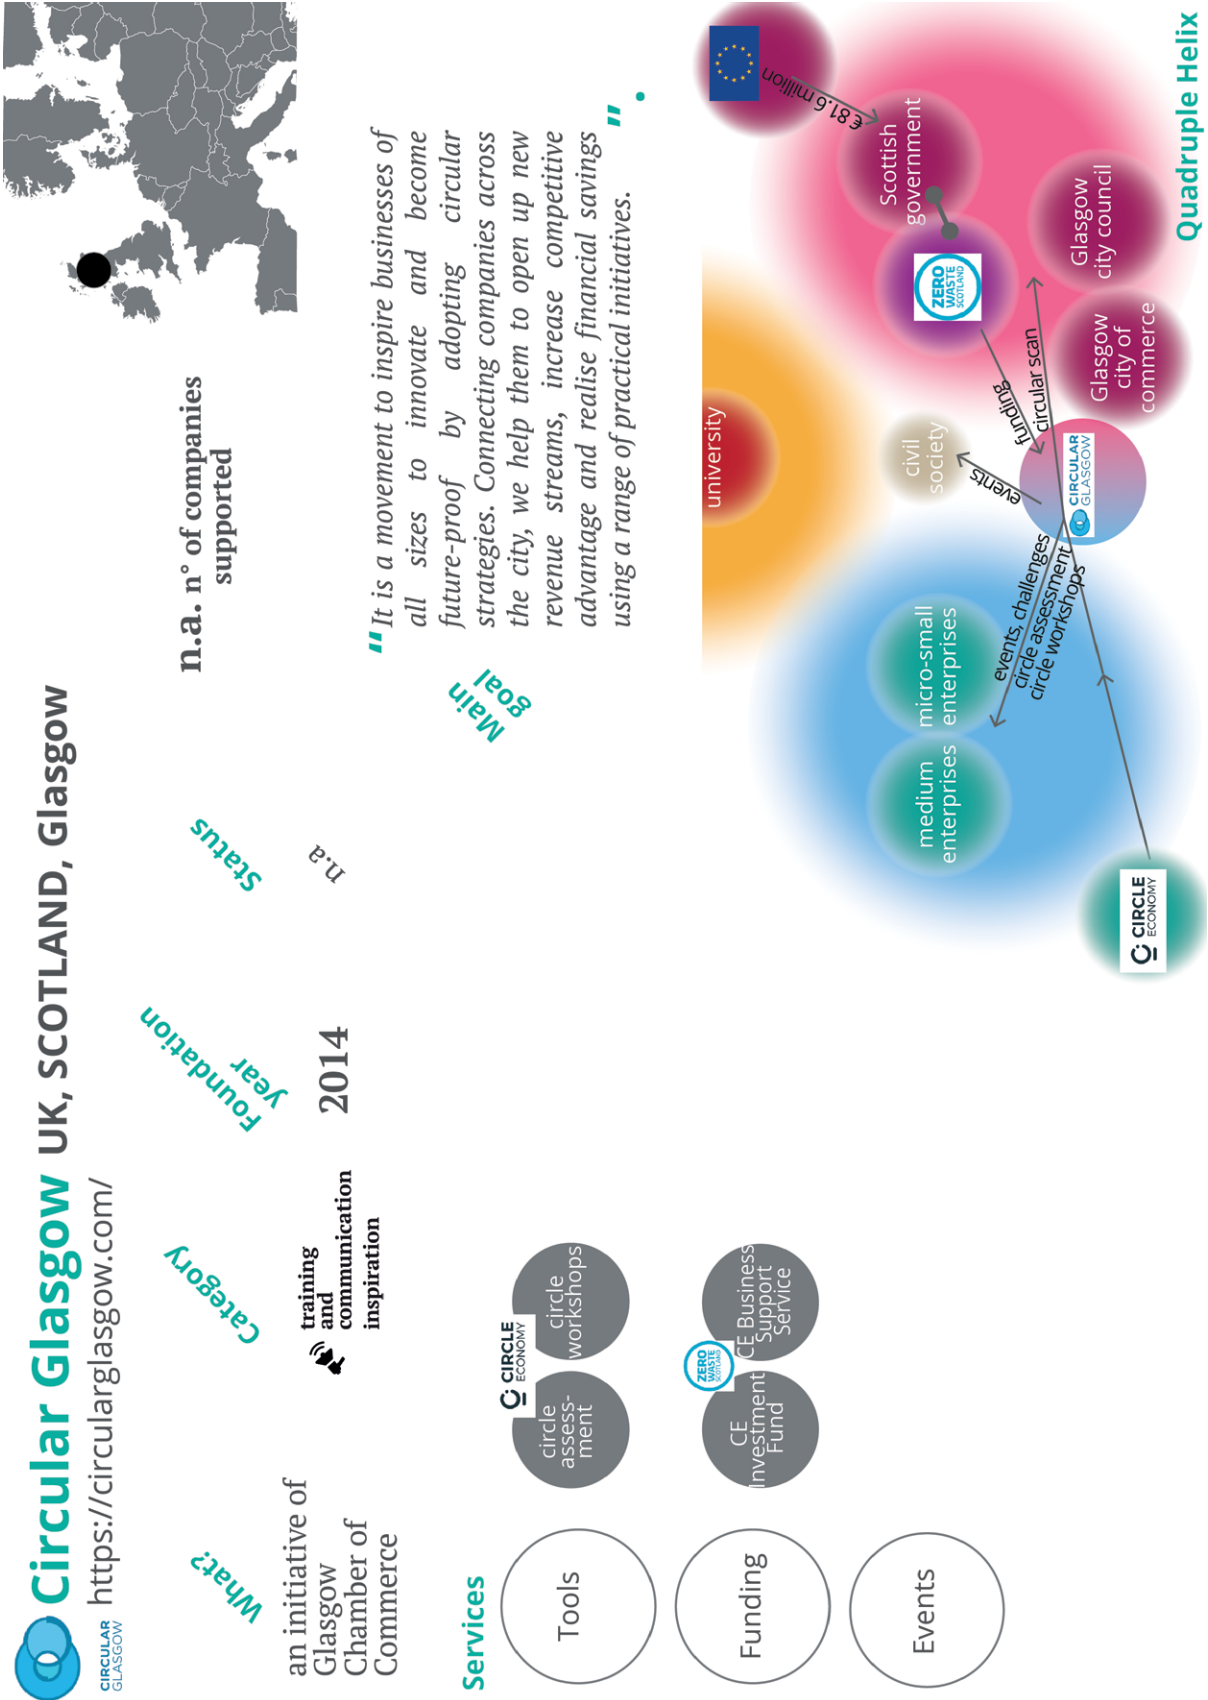 CIRCULAR
GLASGOW
Circular Glasgow UK, SCOTLAND, Glasgow
https://circularglasgow.com/
What?
an initiative of
Glasgow
Chamber of
Commerce
Category
training
and
communication
inspiration
Foundation
year
2014
Status
n.a
n.a. n° of companies
supported
Main
goal
"It is a movement to inspire businesses of
all sizes to innovate and become
future-proof by adopting circular
strategies. Connecting companies across
the city, we help them to open up new
revenue streams, increase competitive
advantage and realise financial savings
using a range of practical initiatives. ".
Services
Tools
circle
assess-
ment
CIRCLE
ECONOMY
circle
workshops
Funding
CE
Investment
Fund
ZERO
WASTE
SCOTLAND
CE Business
Support
Service
Events
university
civil
society
events
medium
enterprises
micro-small
enterprises
events, challenges
circle assessment
circle workshops
CIRCLE
ECONOMY
CIRCULAR
GLASGOW
funding
circular scan
ZERO
WASTE
SCOTLAND
Scottish
government
€ 81.6 million
Glasgow
city council
Glasgow
city of
commerce
Quadruple Helix